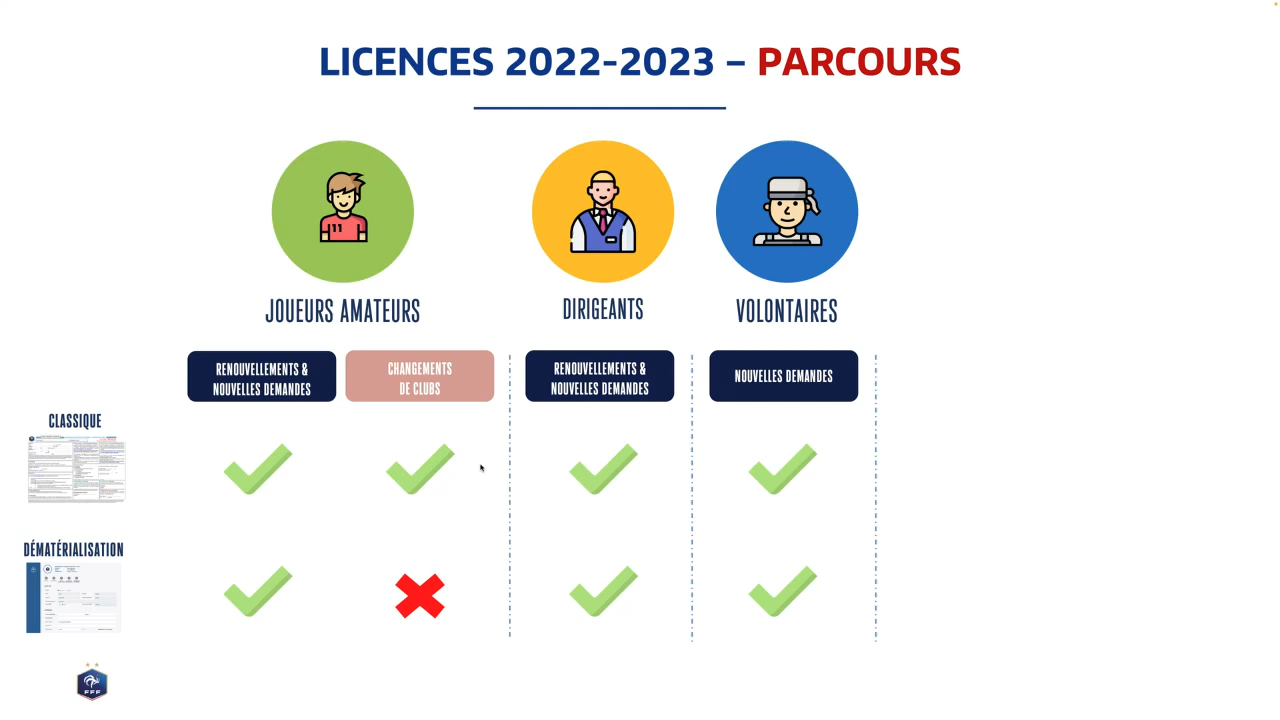 LICENCES 2022-2023 – PARCOURS
11
JOUEURS AMATEURS
DIRIGEANTS
VOLONTAIRES
RENOUVELLEMENTS &
NOUVELLES DEMANDES
CHANGEMENTS
DE CLUBS
RENOUVELLEMENTS &
NOUVELLES DEMANDES
NOUVELLES DEMANDES
CLASSIQUE
DÉMATÉRIALISATION
FFF